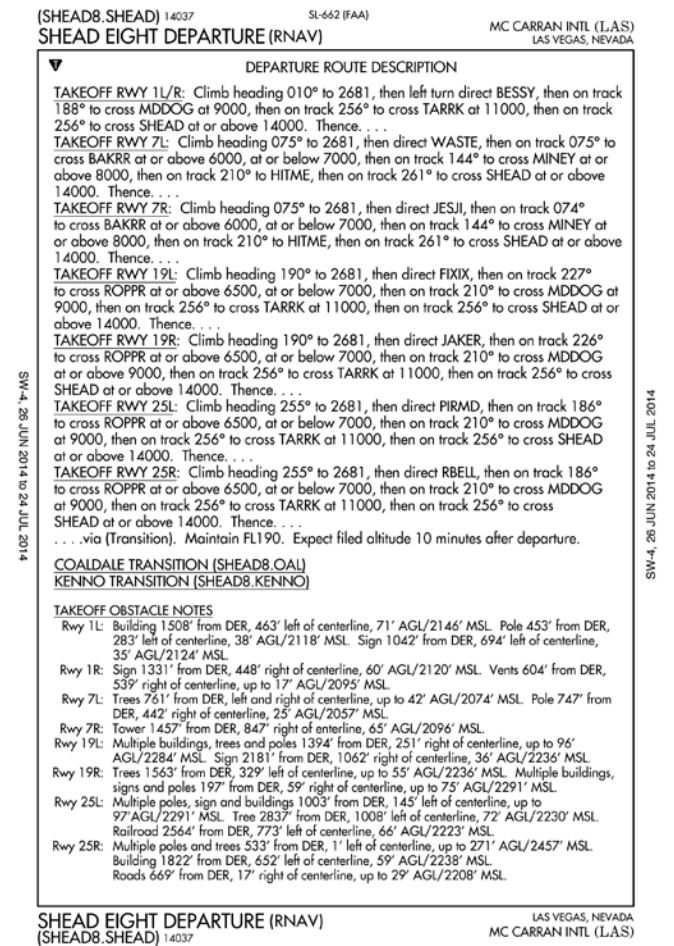 (SHEAD8.SHEAD) 14037
SL-662 (FAA)
SHEAD EIGHT DEPARTURE (RNAV)
MC CARRAN INTL (LAS)
LAS VEGAS, NEVADA
T
DEPARTURE ROUTE DESCRIPTION
TAKEOFF RWY 1L/R: Climb heading 010° to 2681, then left turn direct BESSY, then on track
188° to cross MDDOG at 9000, then on track 256° to cross TARRK at 11000, then on track
256° to cross SHEAD at or above 14000. Thence. . . .
TAKEOFF RWY 7L: Climb heading 075° to 2681, then direct WASTE, then on track 075° to
cross BAKRR at or above 6000, at or below 7000, then on track 144° to cross MINEY at or
above 8000, then on track 210° to HITME, then on track 261° to cross SHEAD at or above
14000. Thence. . . .
TAKEOFF RWY 7R: Climb heading 075° to 2681, then direct JESJI, then on track 074°
to cross BAKRR at or above 6000, at or below 7000, then on track 144° to cross MINEY at
or above 8000, then on track 210° to HITME, then on track 261° to cross SHEAD at or above
14000. Thence. . . .
TAKEOFF RWY 19L: Climb heading 190° to 2681, then direct FIXIX, then on track 227°
to cross ROPPR at or above 6500, at or below 7000, then on track 210° to cross MDDOG at
9000, then on track 256° to cross TARRK at 11000, then on track 256° to cross SHEAD at or
above 14000. Thence. . . .
TAKEOFF RWY 19R: Climb heading 190° to 2681, then direct JAKER, then on track 226°
to cross ROPPR at or above 6500, at or below 7000, then on track 210° to cross MDDOG
at or above 9000, then on track 256° to cross TARRK at 11000, then on track 256° to cross
SHEAD at or above 14000. Thence. . . .
TAKEOFF RWY 25L: Climb heading 255° to 2681, then direct PIRMD, then on track 186°
to cross ROPPR at or above 6500, at or below 7000, then on track 210° to cross MDDOG
at 9000, then on track 256° to cross TARRK at 11000, then on track 256° to cross SHEAD
at or above 14000. Thence. . . .
TAKEOFF RWY 25R: Climb heading 255° to 2681, then direct RBELL, then on track 186°
to cross ROPPR at or above 6500, at or below 7000, then on track 210° to cross MDDOG
at 9000, then on track 256° to cross TARRK at 11000, then on track 256° to cross
SHEAD at or above 14000. Thence. . . .
. . . .via (Transition). Maintain FL190. Expect filed altitude 10 minutes after departure.
COALDALE TRANSITION (SHEAD8.OAL)
KENNO TRANSITION (SHEAD8.KENNO)
TAKEOFF OBSTACLE NOTES
Rwy 1L: Building 1508' from DER, 463' left of centerline, 71' AGL/2146' MSL. Pole 453' from DER,
283' left of centerline, 38' AGL/2118' MSL. Sign 1042' from DER, 694' left of centerline,
35' AGL/2124' MSL.
Rwy 1R: Sign 1331' from DER, 448' right of centerline, 60' AGL/2120' MSL. Vents 604' from DER,
539' right of centerline, up to 17' AGL/2095' MSL.
Rwy 7L: Trees 761' from DER, left and right of centerline, up to 42' AGL/2074' MSL. Pole 747' from
DER, 442' right of centerline, 25' AGL/2057' MSL.
Rwy 7R: Tower 1457' from DER, 847' right of enterline, 65' AGL/2096' MSL.
Rwy 19L: Multiple buildings, trees and poles 1394' from DER, 251' right of centerline, up to 96'
AGL/2284' MSL. Sign 2181' from DER, 1062' right of centerline, 36' AGL/2236' MSL.
Rwy 19R: Trees 1563' from DER, 329' left of centerline, up to 55' AGL/2236' MSL. Multiple buildings,
signs and poles 197' from DER, 59' right of centerline, up to 75' AGL/2291' MSL.
Rwy 25L: Multiple poles, sign and buildings 1003' from DER, 145' left of centerline, up to
97'AGL/2291' MSL. Tree 2837' from DER, 1008' left of centerline, 72' AGL/2230' MSL.
Railroad 2564' from DER, 773' left of centerline, 66' AGL/2223' MSL.
Rwy 25R: Multiple poles and trees 533' from DER, 1' left of centerline, up to 271' AGL/2457' MSL.
Building 1822' from DER, 652' left of centerline, 59' AGL/2238' MSL.
Roads 669' from DER, 17' right of centerline, up to 29' AGL/2208' MSL.
SW-4, 26 JUN 2014 to 24 JUL 2014
SW-4, 26 JUN 2014 to 24 JUL 2014
SHEAD EIGHT DEPARTURE (RNAV)
(SHEAD8.SHEAD) 14037
LAS VEGAS, NEVADA
MC CARRAN INTL (LAS)